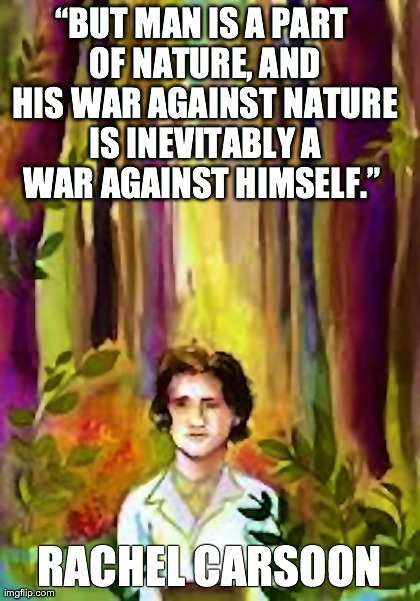 “BUT MAN IS A PART
OF NATURE, AND
HIS WAR AGAINST NATURE
IS INEVITABLY A
WAR AGAINST HIMSELF.”
RACHEL CARSOON
imgflip.com